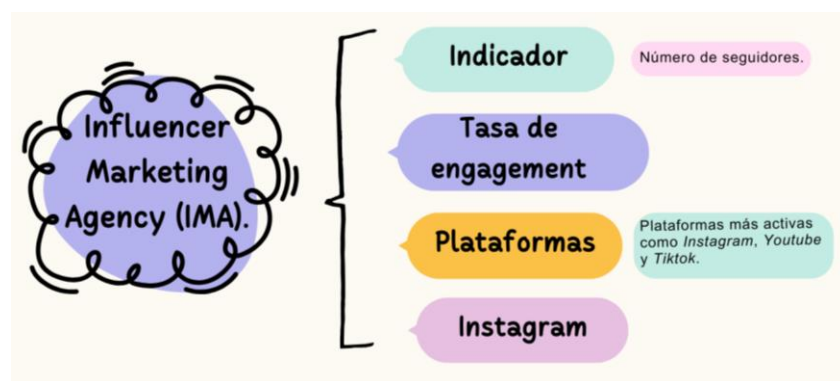 Influencer
Marketing
Agency (IMA).
Indicador
Número de seguidores.
Tasa de
engagement
Plataformas
Plataformas más activas
como Instagram, Youtube
y Tiktok.
Instagram